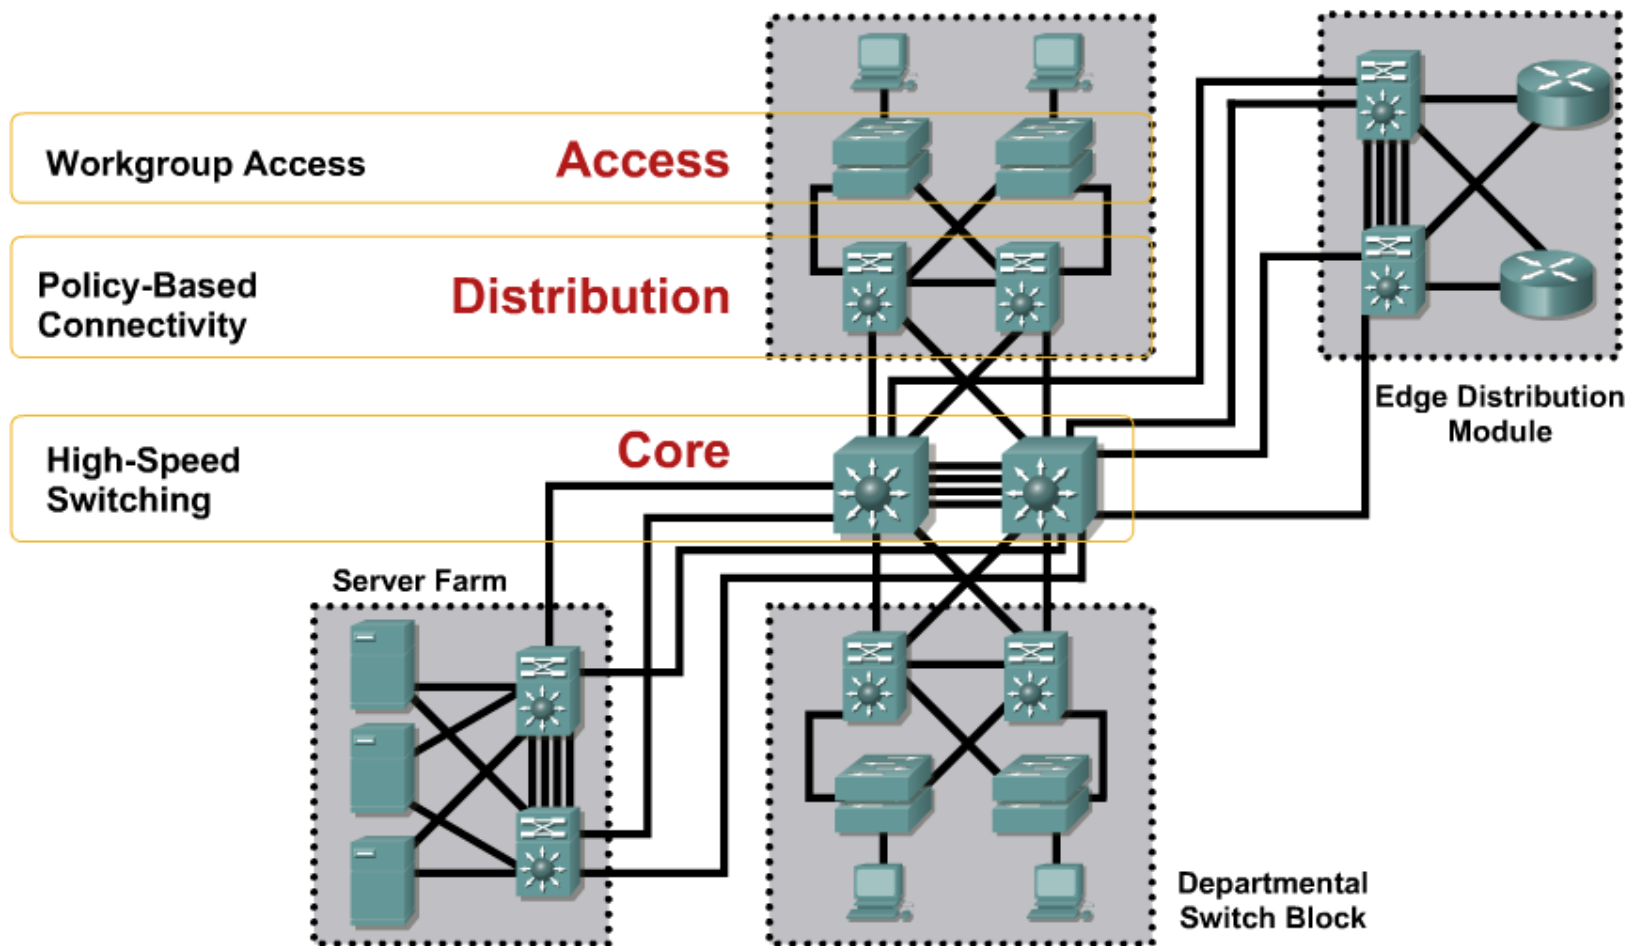 Workgroup Access
Access
Policy-Based
Connectivity
Distribution
High-Speed
Switching
Core
Edge Distribution
Module
Server Farm
Departmental
Switch Block